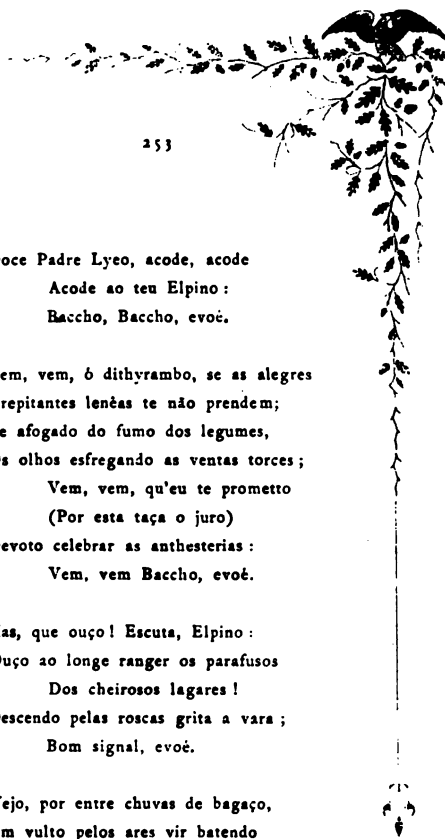 253
oce Padre Lyeo, acode, acode
Acode ao teu Elpino :
Baccho, Baccho, evoé.
em, vem, ó dithyrambo, se as alegres
repitantes lenêas te não prendem;
e afogado do fumo dos legumes,
s olhos esfregando as ventas torces ;
Vem, vem, qu'eu te prometto
(Por esta taça o juro)
evoto celebrar as anthesterias :
Vem, vem Baccho, evoé.
as, que ouço ! Escuta, Elpino :
uço ao longe ranger os parafusos
Dos cheirosos lagares !
escendo pelas roscas grita a vara ;
Bom signal, evoé.
ejo, por entre chuvas de bagaço,
m vulto pelos ares vir batendo